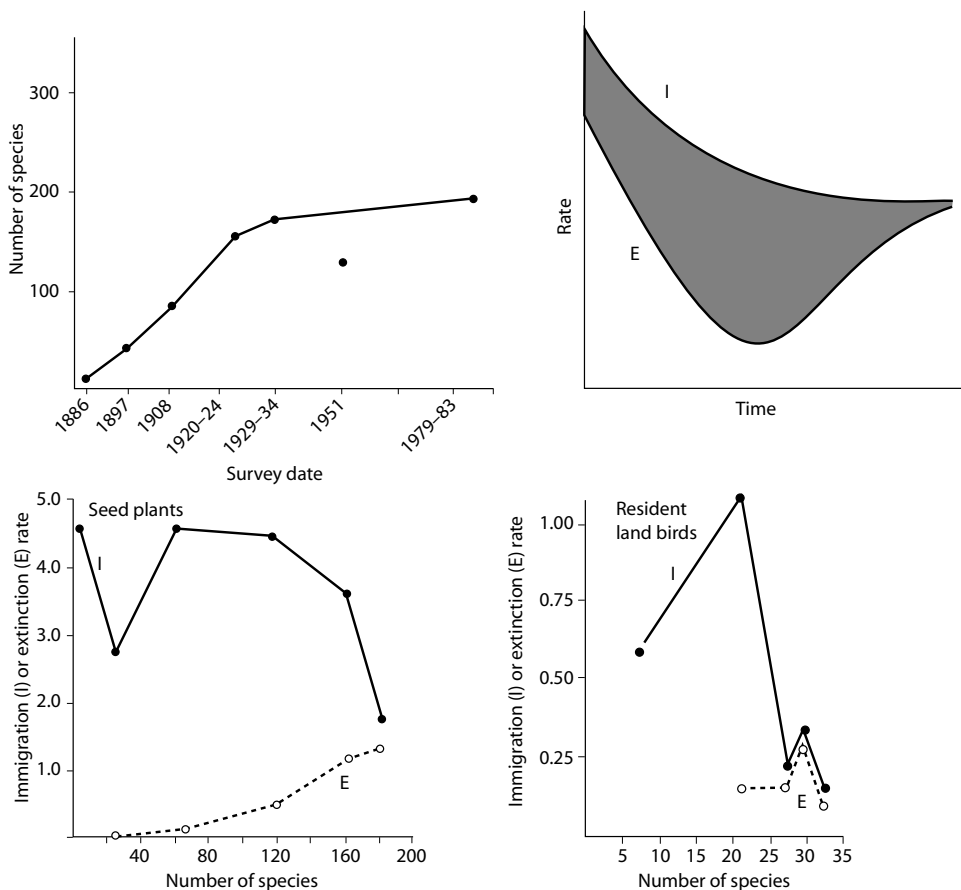 Number of species
300
200
100
1886
1897
1908
1920–24
1929–34
1951
1979–83
Survey date
Rate
I
E
Time
Immigration (I) or extinction (E) rate
5.0
4.0
3.0
2.0
1.0
Seed plants
I
E
40
80
120
160
200
Number of species
Immigration (I) or extinction (E) rate
1.00
0.75
0.50
0.25
Resident
land birds
I
E
5
10
15
20
25
30
35
Number of species